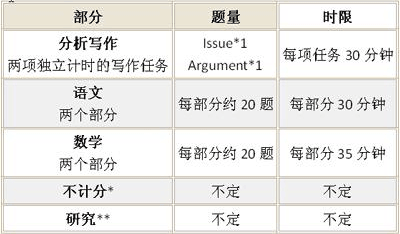 部分 题量 时限
分析写作
两项独立计时的写作任务
Issue*1
Argument*1
每项任务 30 分钟
语文
两个部分
每部分约 20 题
每部分 30 分钟
数学
两个部分
每部分约 20 题
每部分 35 分钟
不计分* 不定 不定
研究** 不定 不定